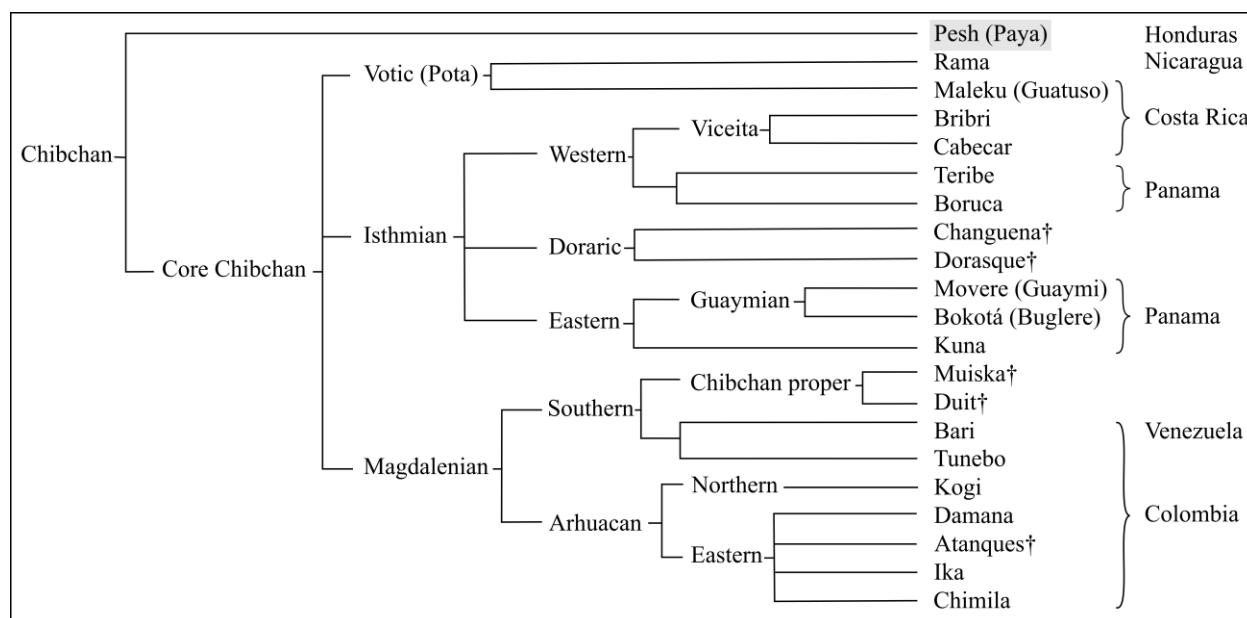 Pesh (Paya) Honduras
Rama Nicaragua
Votic (Pota)
Maleku (Guatuso)
Bribri Costa Rica
Viceita
Cabecar
Chibchan Western
Teribe
Panama
Boruca
Changuena†
Isthmian Doraric
Dorasque†
Core Chibchan
Movere (Guaymi)
Guaymian
Bokotá (Buglere) Panama
Eastern
Kuna
Muiska†
Chibchan proper
Duit†
Southern
Bari Venezuela
Tunebo
Magdalenian
Northern Kogi
Damana Colombia
Arhuacan
Atanques†
Eastern
Ika
Chimila